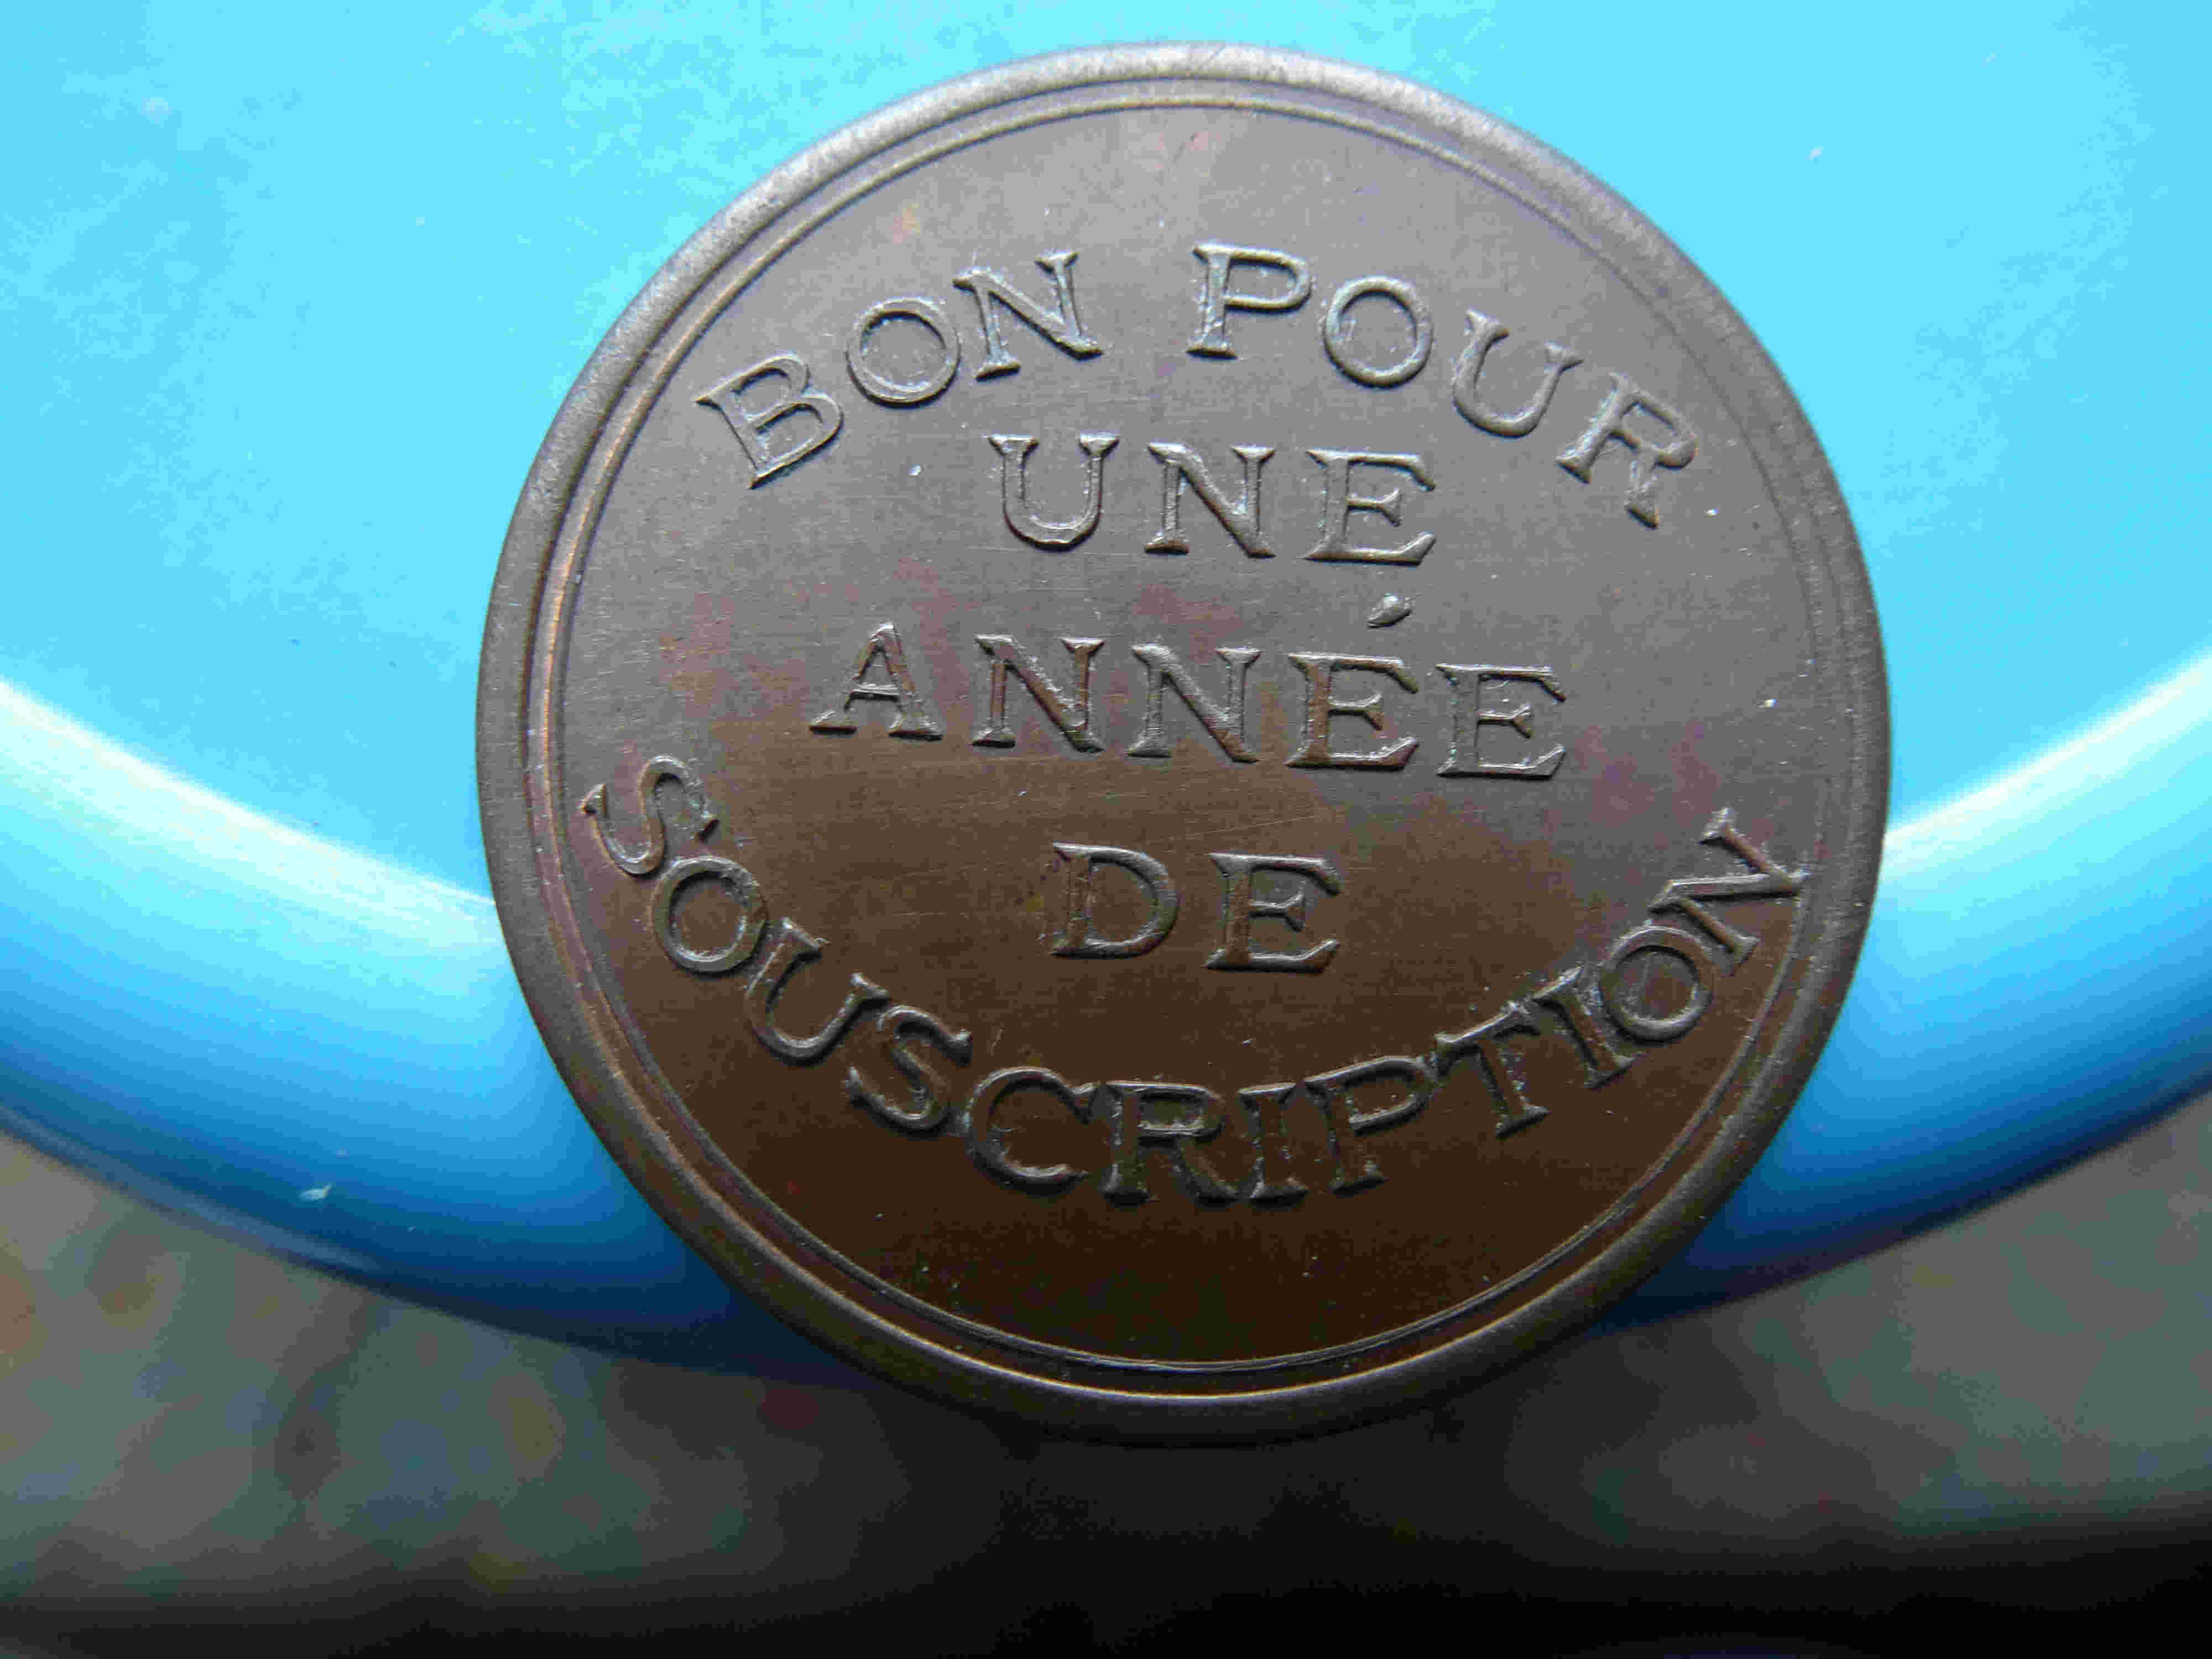 BON POUR
UNE
ANNÉE
DE
SOUSCRIPTION